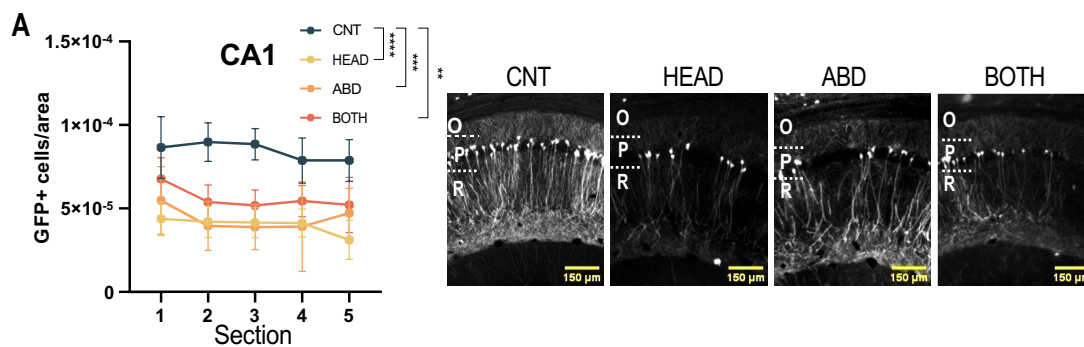 A
1.5×10⁻⁴
1×10⁻⁴
5×10⁻⁵
0
GFP+ cells/area
CA1
CNT
HEAD
ABD
BOTH
****
***
**
1 2 3 4 5
Section
CNT HEAD ABD BOTH
O
P
R
150 µm
O
P
R
150 µm
O
P
R
150 µm
O
P
R
150 µm